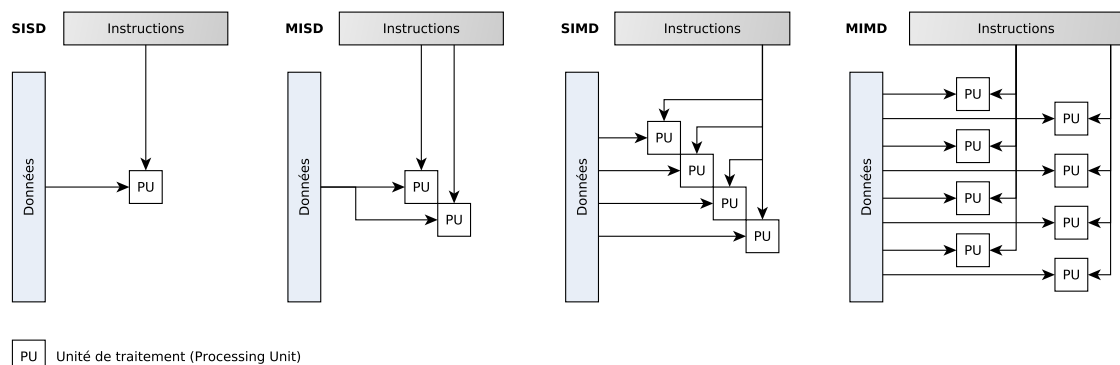 SISD
Instructions
MISD
Instructions
SIMD
Instructions
MIMD
Instructions
Données
PU
Données
PU
PU
Données
PU
PU
PU
PU
Données
PU
PU
PU
PU
PU
PU
PU
PU
PU Unité de traitement (Processing Unit)